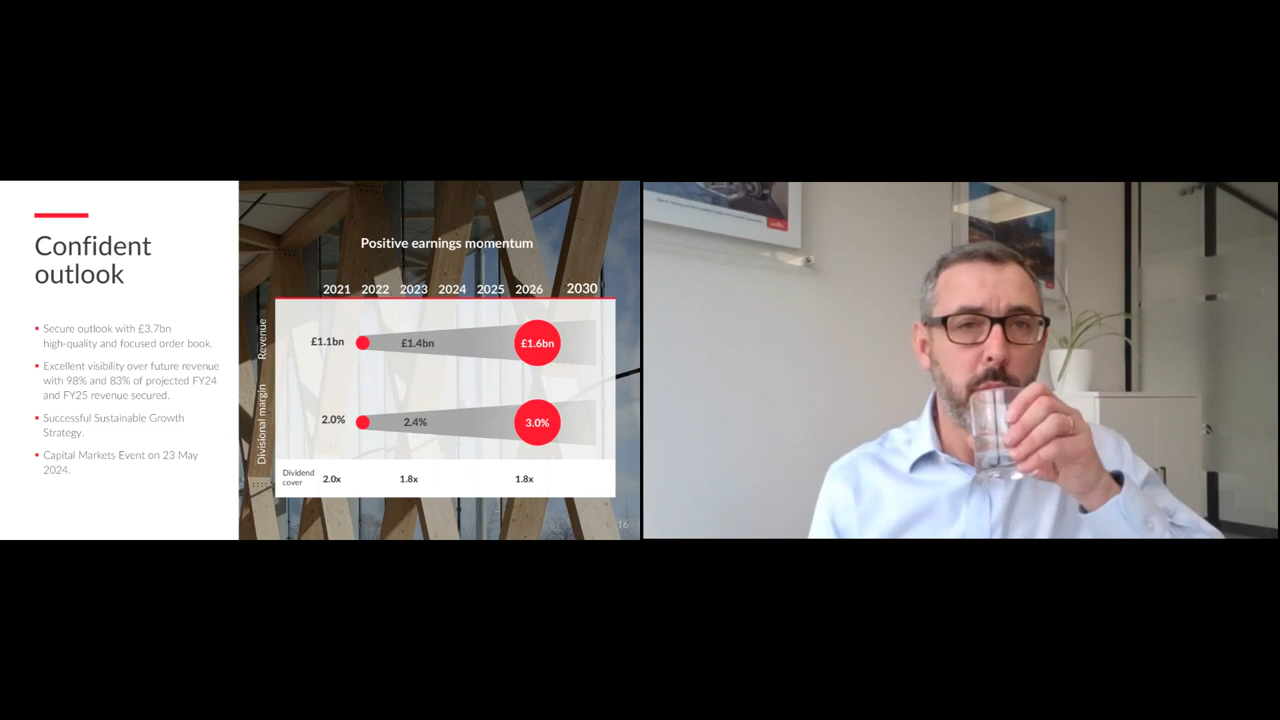 Confident
outlook
Secure outlook with £3.7bn
high-quality and focused order book.
Excellent visibility over future revenue
with 98% and 83% of projected FY24
and FY25 revenue secured.
Successful Sustainable Growth
Strategy.
Capital Markets Event on 23 May
2024.
Positive earnings momentum
2021 2022 2023 2024 2025 2026 2030
Revenue
£1.1bn £1.4bn £1.6bn
Divisional margin
2.0% 2.4% 3.0%
Dividend
cover
2.0x 1.8x 1.8x
16